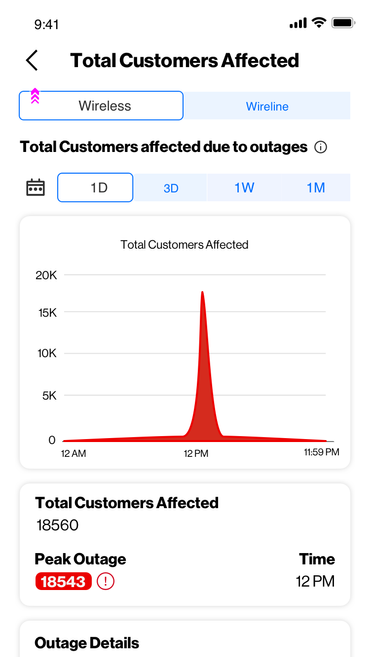 9:41
Total Customers Affected
Wireless Wireline
Total Customers affected due to outages
1D 3D 1W 1M
Total Customers Affected
20K
15K
10K
5K
0
12 AM 12 PM 11:59 PM
Total Customers Affected
18560
Peak Outage Time
18543 12 PM
Outage Details